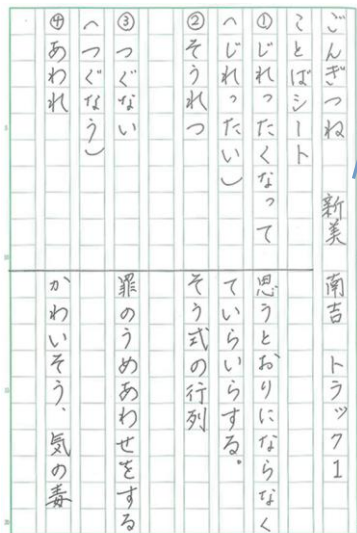 ごんぎつね 新美 南吉 トラック1
ことばシート
①じれったくなって 思うとおりにならなく
(じれったい) ていらいらする。
②そうれつ そう式の行列
③つぐない 罪のうめあわせをする
(つぐなう)
④あわれ かわいそう、気の毒